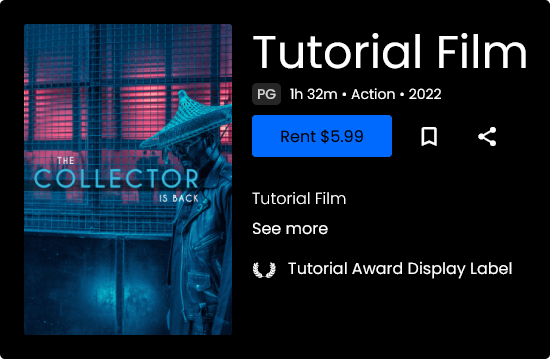 THE
COLLECTOR
IS BACK
Tutorial Film
PG 1h 32m • Action • 2022
Rent $5.99
Tutorial Film
See more
Tutorial Award Display Label